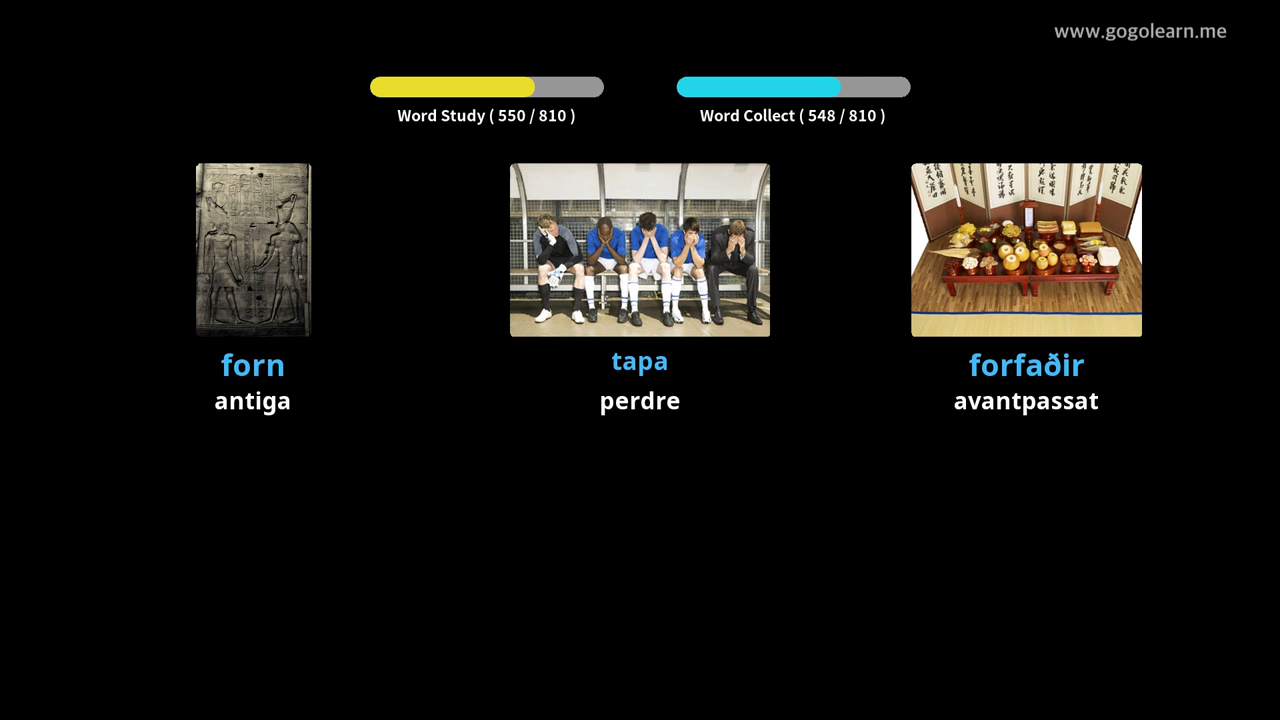 www.gogolearn.me
Word Study ( 550 / 810 )
Word Collect ( 548 / 810 )
forn
antiga
tapa
perdre
forfaðir
avantpassat